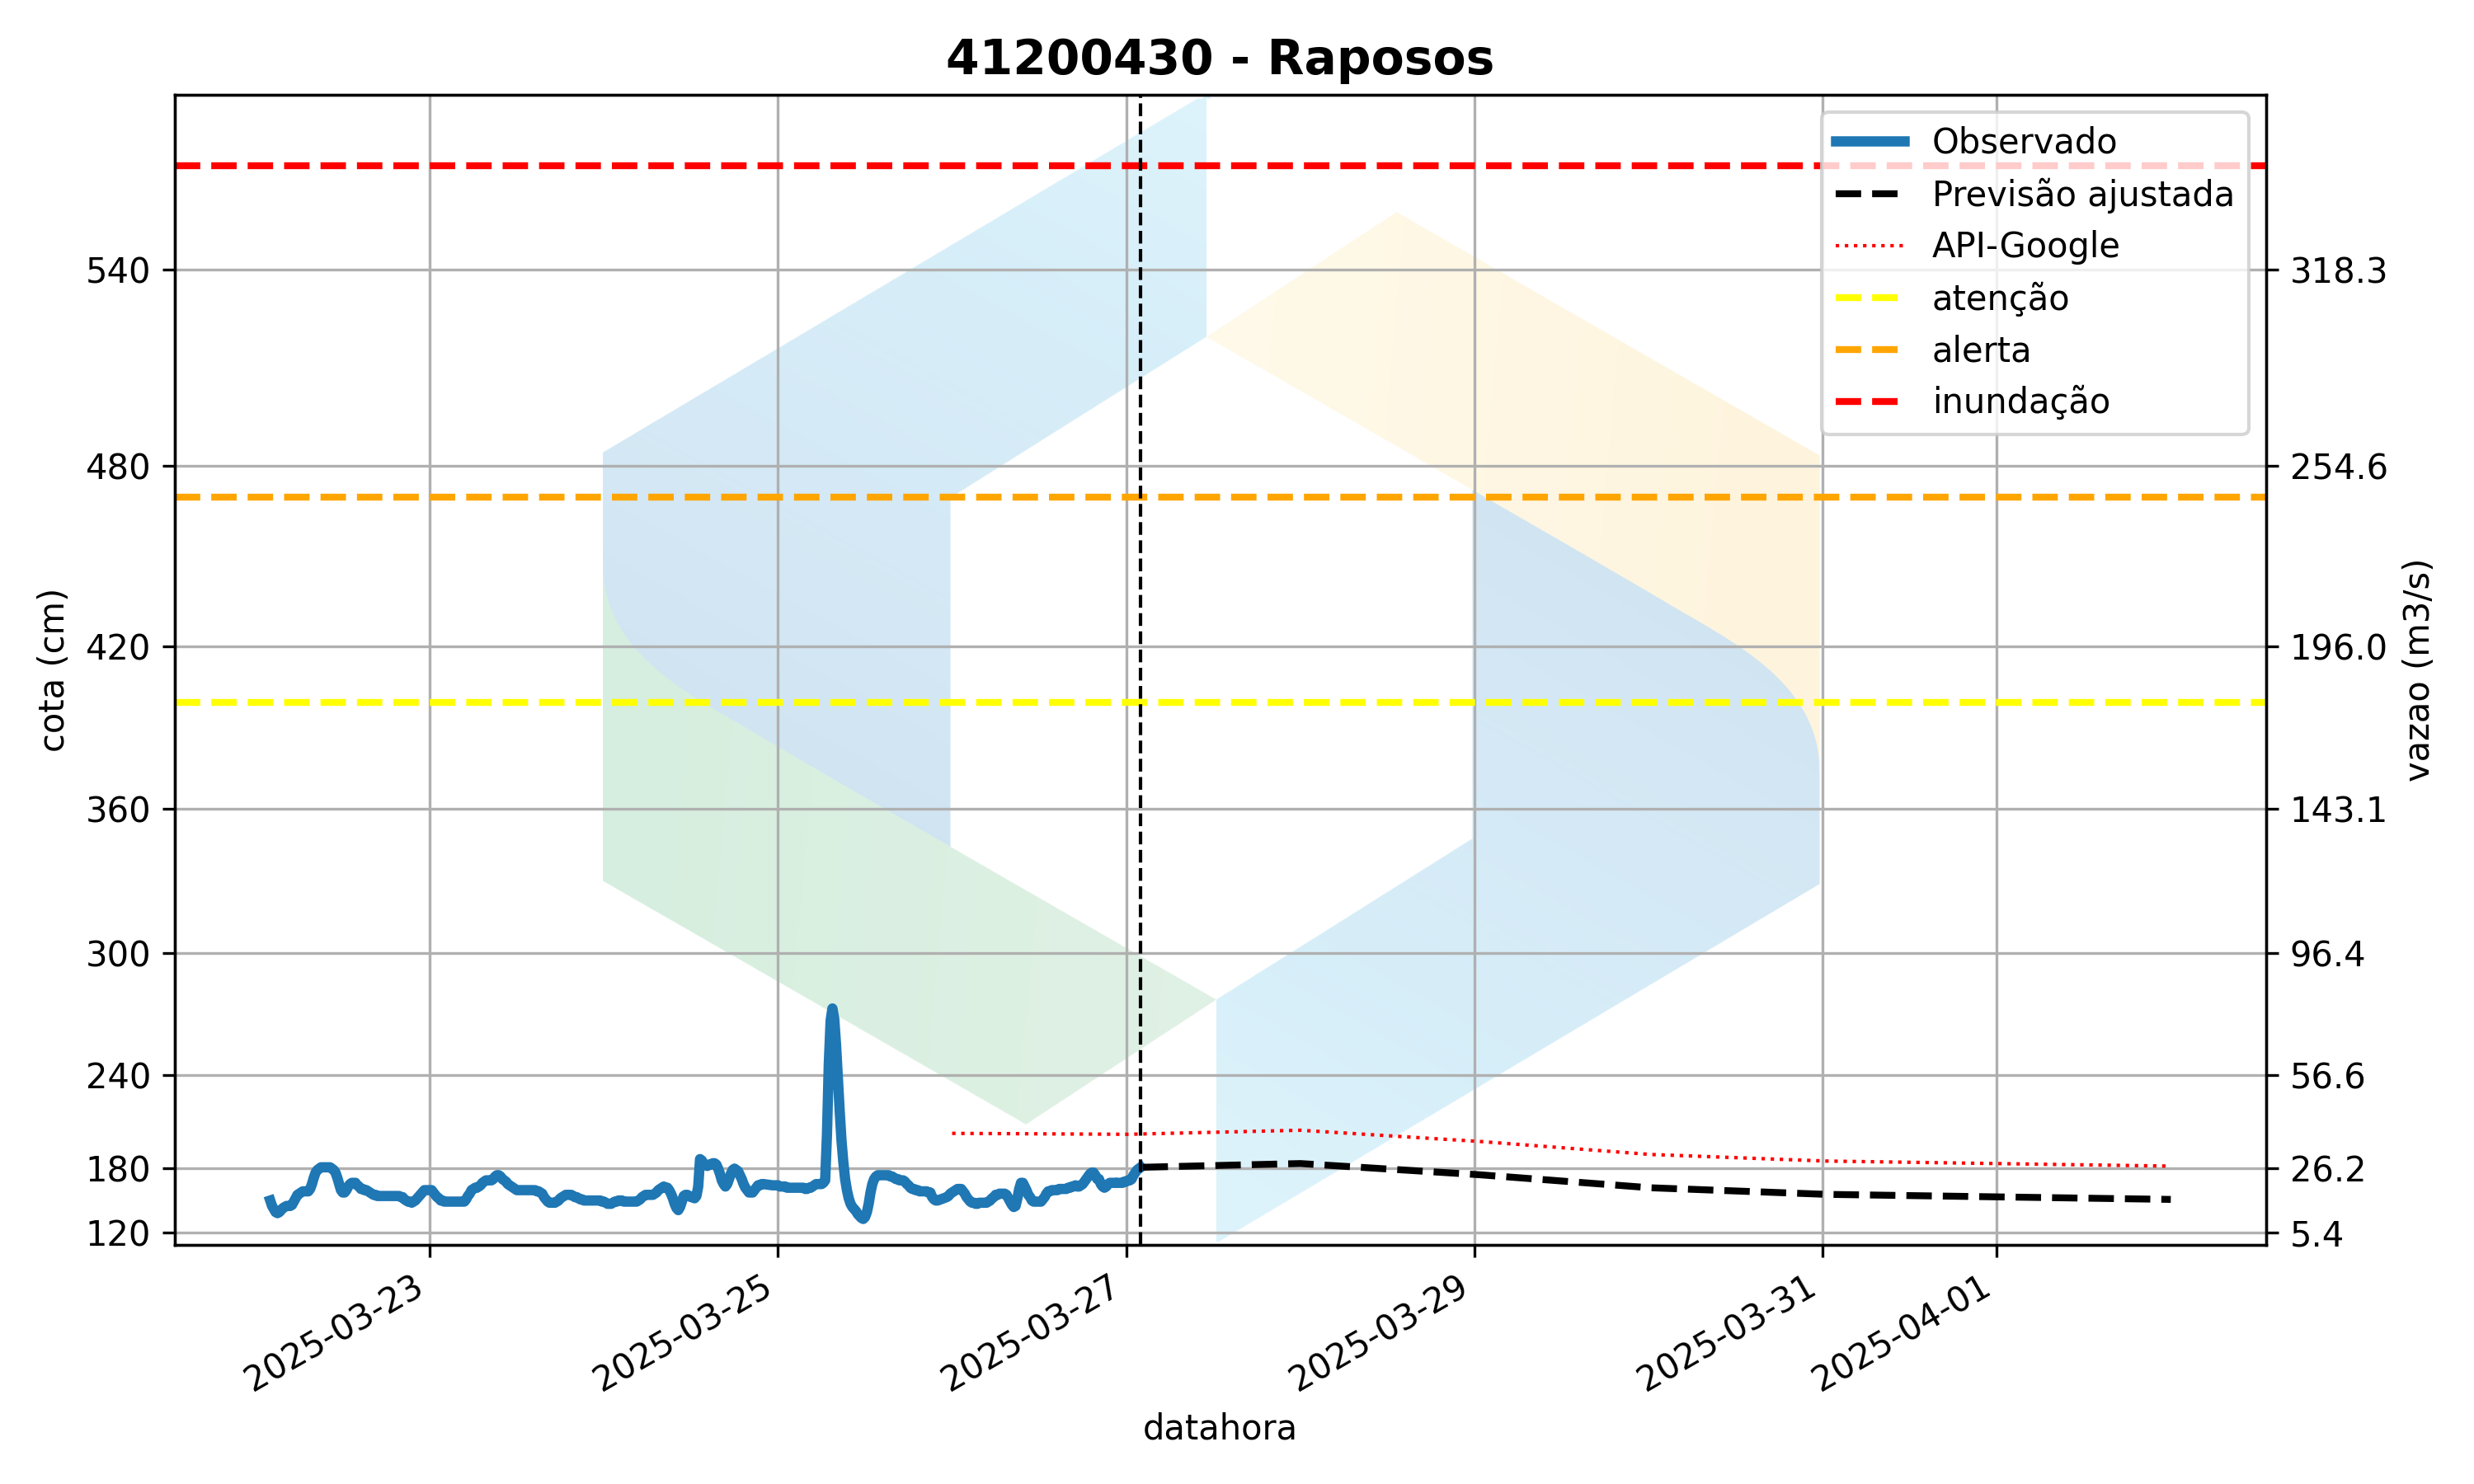 41200430 - Raposos
Observado
Previsão ajustada
API-Google
atenção
alerta
inundação
cota (cm)
540
480
420
360
300
240
180
120
318.3
254.6
196.0
143.1
96.4
56.6
26.2
5.4
vazao (m3/s)
2025-03-23
2025-03-25
2025-03-27
2025-03-29
2025-03-31
2025-04-01
datahora